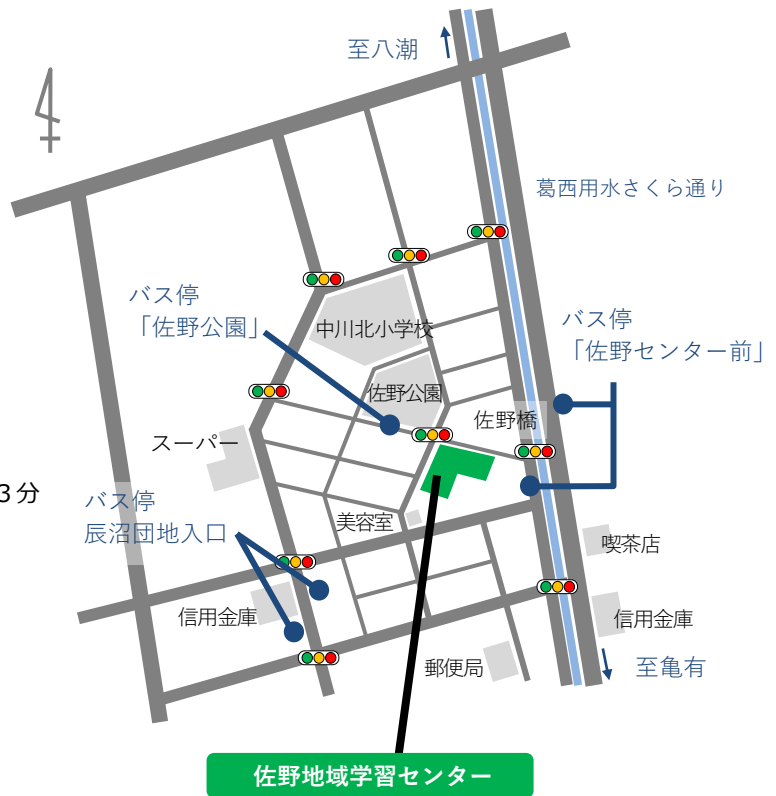 至八潮
葛西用水さくら通り
バス停
「佐野公園」
中川北小学校
バス停
「佐野センター前」
佐野公園
佐野橋
スーパー
3分
バス停
辰沼団地入口
美容室
喫茶店
信用金庫
信用金庫
郵便局
至亀有
佐野地域学習センター